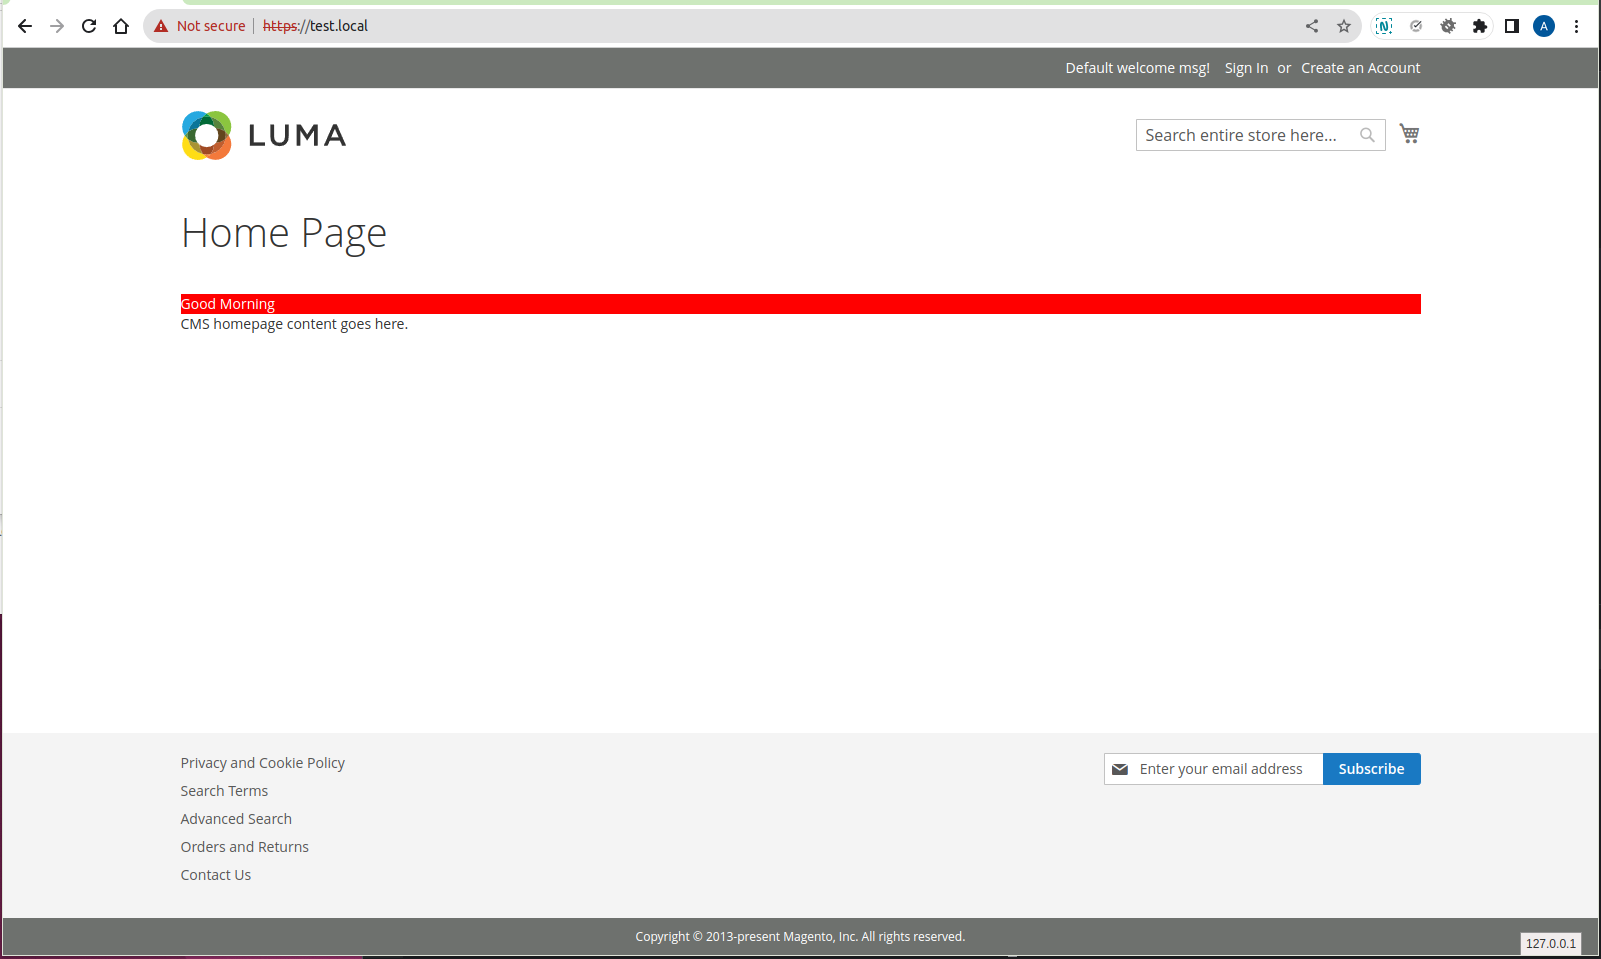 Not secure | https://test.local
A
Default welcome msg! Sign In or Create an Account
LUMA
Search entire store here...
Home Page
Good Morning
CMS homepage content goes here.
Privacy and Cookie Policy
Search Terms
Advanced Search
Orders and Returns
Contact Us
Enter your email address
Subscribe
Copyright © 2013-present Magento, Inc. All rights reserved.
127.0.0.1